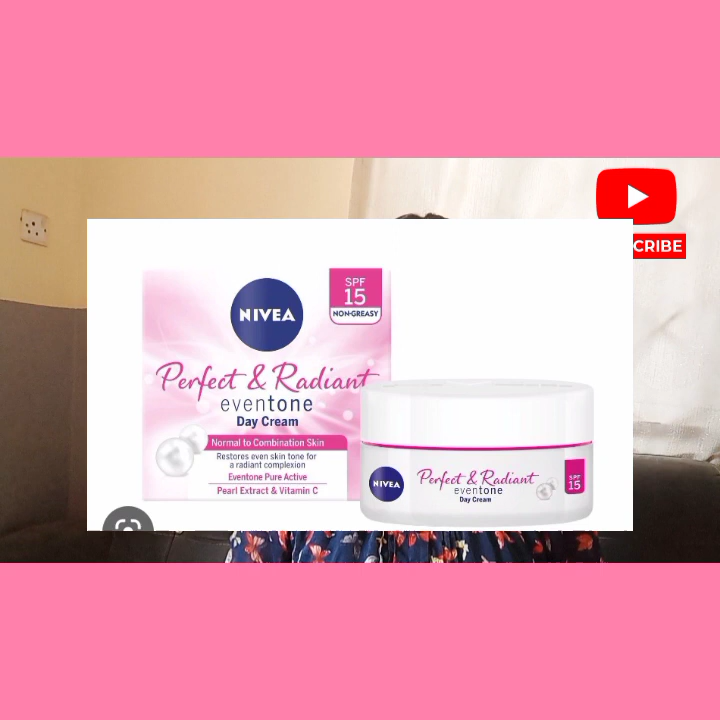 CRIBE
SPF
15
NON-GREASY
NIVEA
Perfect & Radiant
eventone
Day Cream
Normal to Combination Skin
Restores even skin tone for
a radiant complexion
Eventone Pure Active
Pearl Extract & Vitamin C
NIVEA
Perfect & Radiant
eventone
Day Cream
SPF
15